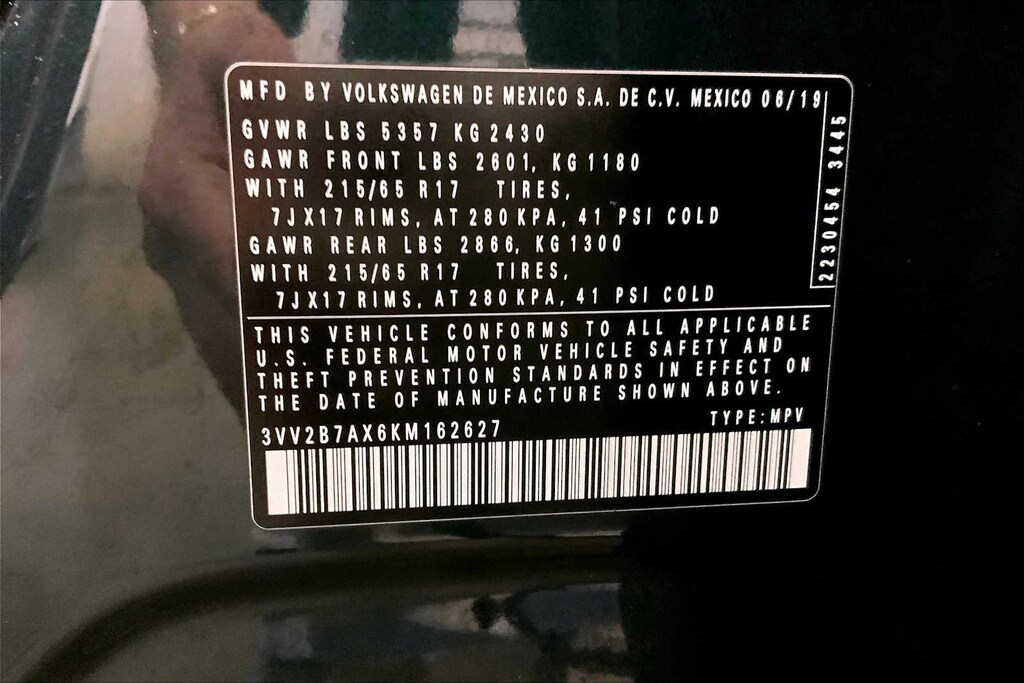 MFD BY VOLKSWAGEN DE MEXICO S.A. DE C.V. MEXICO 06/19
GVWR LBS 5357 KG 2430
GAWR FRONT LBS 2601, KG 1180
WITH 215/65 R17 TIRES,
7JX17 RIMS, AT 280 KPA, 41 PSI COLD
GAWR REAR LBS 2866, KG 1300
WITH 215/65 R17 TIRES,
7JX17 RIMS, AT 280 KPA, 41 PSI COLD
2230454 3445
THIS VEHICLE CONFORMS TO ALL APPLICABLE
U.S. FEDERAL MOTOR VEHICLE SAFETY AND
THEFT PREVENTION STANDARDS IN EFFECT ON
THE DATE OF MANUFACTURE SHOWN ABOVE.
3VV2B7AX6KM162627 TYPE:MPV